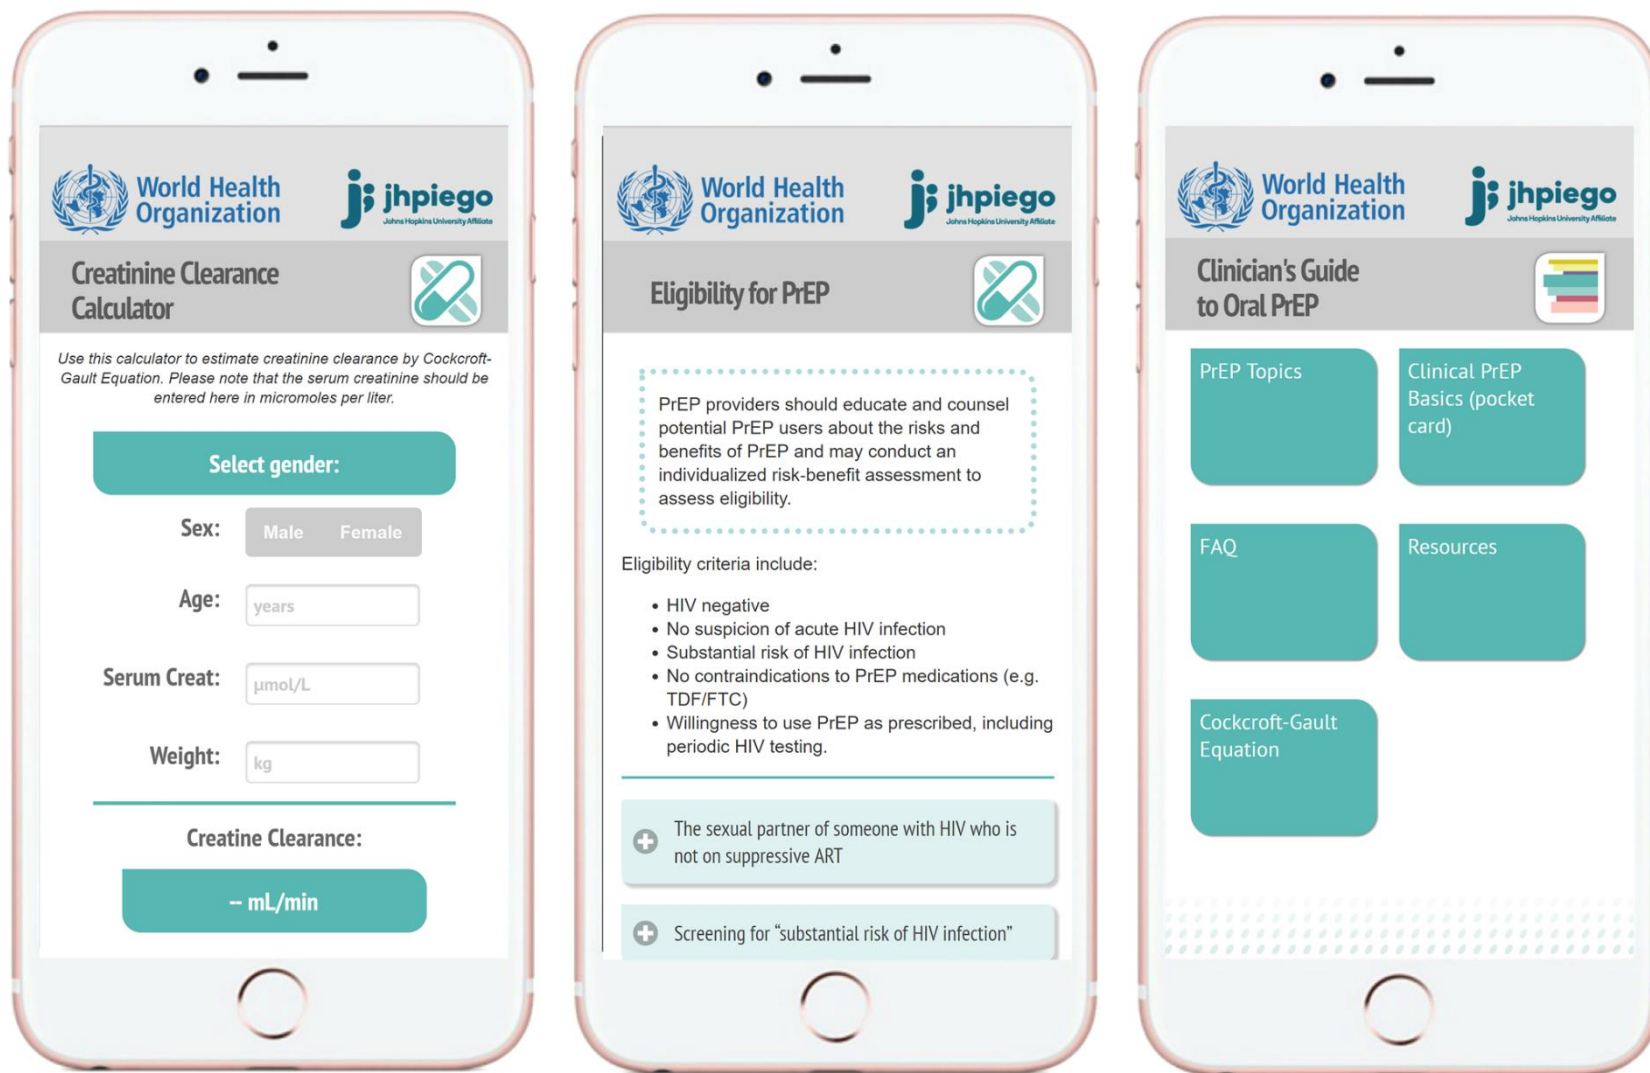 World Health
Organization
jhpiego
Johns Hopkins University Affiliate
Creatinine Clearance
Calculator
Use this calculator to estimate creatinine clearance by Cockcroft-
Gault Equation. Please note that the serum creatinine should be
entered here in micromoles per liter.
Select gender:
Sex:
Male Female
Age:
years
Serum Creat:
μmol/L
Weight:
kg
Creatine Clearance:
-- mL/min
World Health
Organization
jhpiego
Johns Hopkins University Affiliate
Eligibility for PrEP
PrEP providers should educate and counsel
potential PrEP users about the risks and
benefits of PrEP and may conduct an
individualized risk-benefit assessment to
assess eligibility.
Eligibility criteria include:
• HIV negative
• No suspicion of acute HIV infection
• Substantial risk of HIV infection
• No contraindications to PrEP medications (e.g.
TDF/FTC)
• Willingness to use PrEP as prescribed, including
periodic HIV testing.
The sexual partner of someone with HIV who is
not on suppressive ART
Screening for “substantial risk of HIV infection”
World Health
Organization
jhpiego
Johns Hopkins University Affiliate
Clinician's Guide
to Oral PrEP
PrEP Topics
Clinical PrEP
Basics (pocket
card)
FAQ
Resources
Cockcroft-Gault
Equation